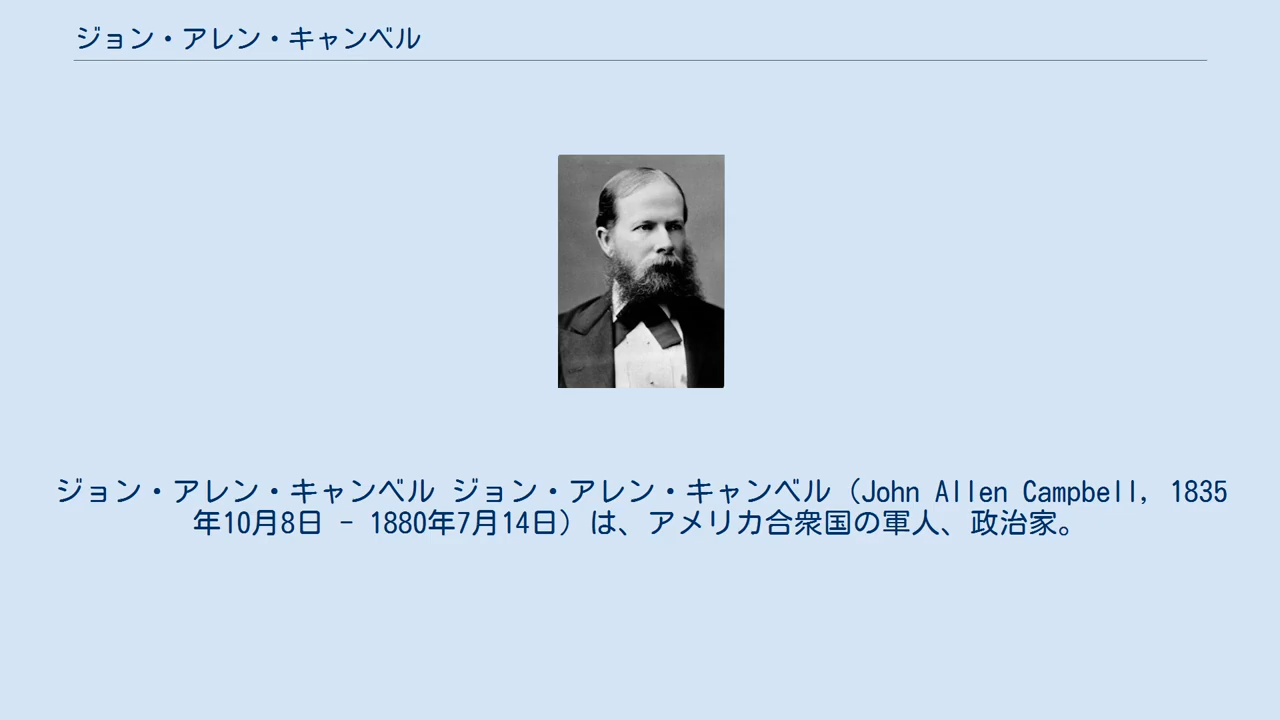 ジョン・アレン・キャンベル
ジョン・アレン・キャンベル ジョン・アレン・キャンベル（John Allen Campbell, 1835
年10月8日 - 1880年7月14日）は、アメリカ合衆国の軍人、政治家。